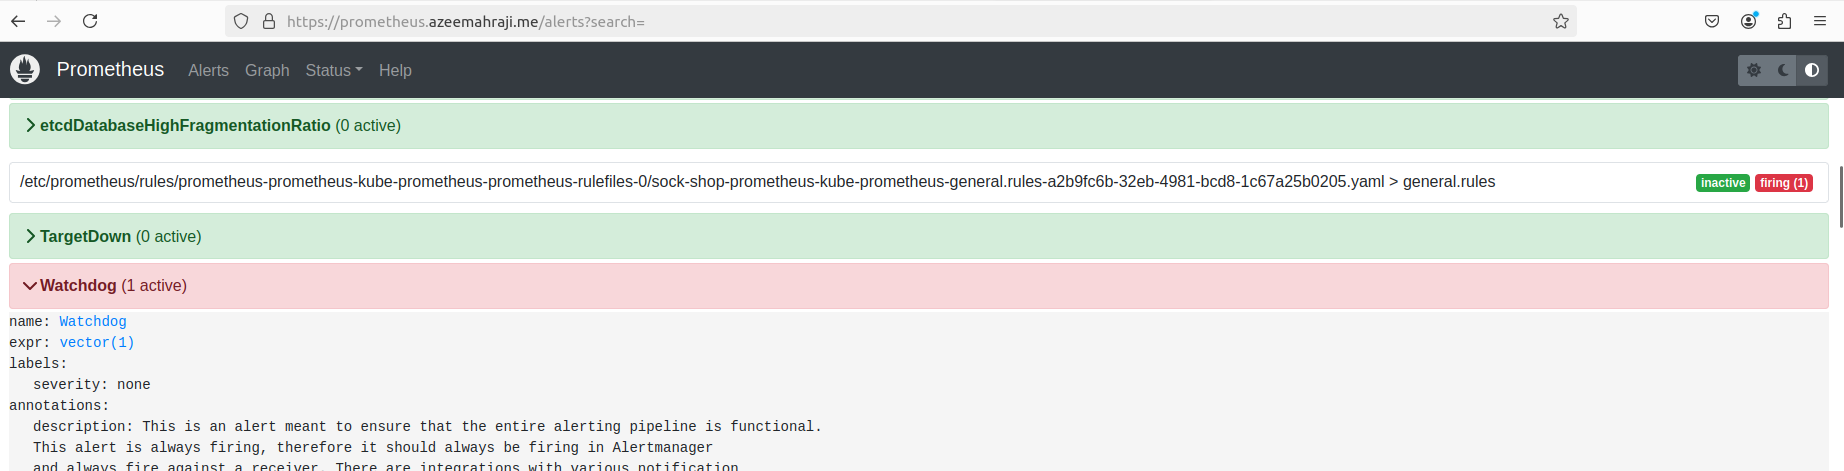 https://prometheus.azeemahraji.me/alerts?search=
Prometheus Alerts Graph Status Help
etcdDatabaseHighFragmentationRatio (0 active)
/etc/prometheus/rules/prometheus-prometheus-kube-prometheus-prometheus-rulefiles-0/sock-shop-prometheus-kube-prometheus-general.rules-a2b9fc6b-32eb-4981-bcd8-1c67a25b0205.yaml > general.rules inactive firing (1)
TargetDown (0 active)
Watchdog (1 active)
name: Watchdog
expr: vector(1)
labels:
severity: none
annotations:
description: This is an alert meant to ensure that the entire alerting pipeline is functional.
This alert is always firing, therefore it should always be firing in Alertmanager
and always fire against a receiver. There are integrations with various notification